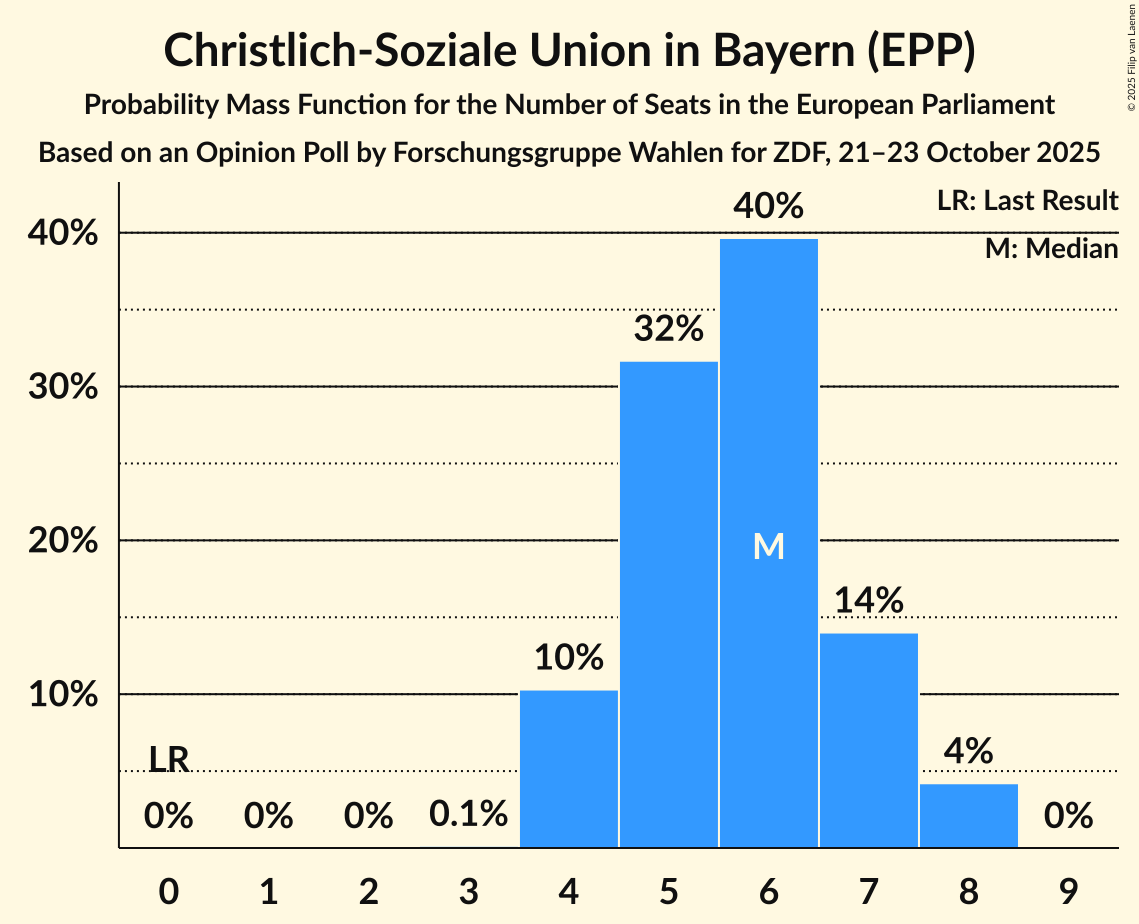 Christlich-Soziale Union in Bayern (EPP)
Probability Mass Function for the Number of Seats in the European Parliament
Based on an Opinion Poll by Forschungsgruppe Wahlen for ZDF, 21–23 October 2025
© 2025 Filip van Laenen
LR: Last Result
M: Median
40%
30%
20%
10%
LR
0%
0%
0%
0.1%
10%
32%
40%
M
14%
4%
0%
0 1 2 3 4 5 6 7 8 9